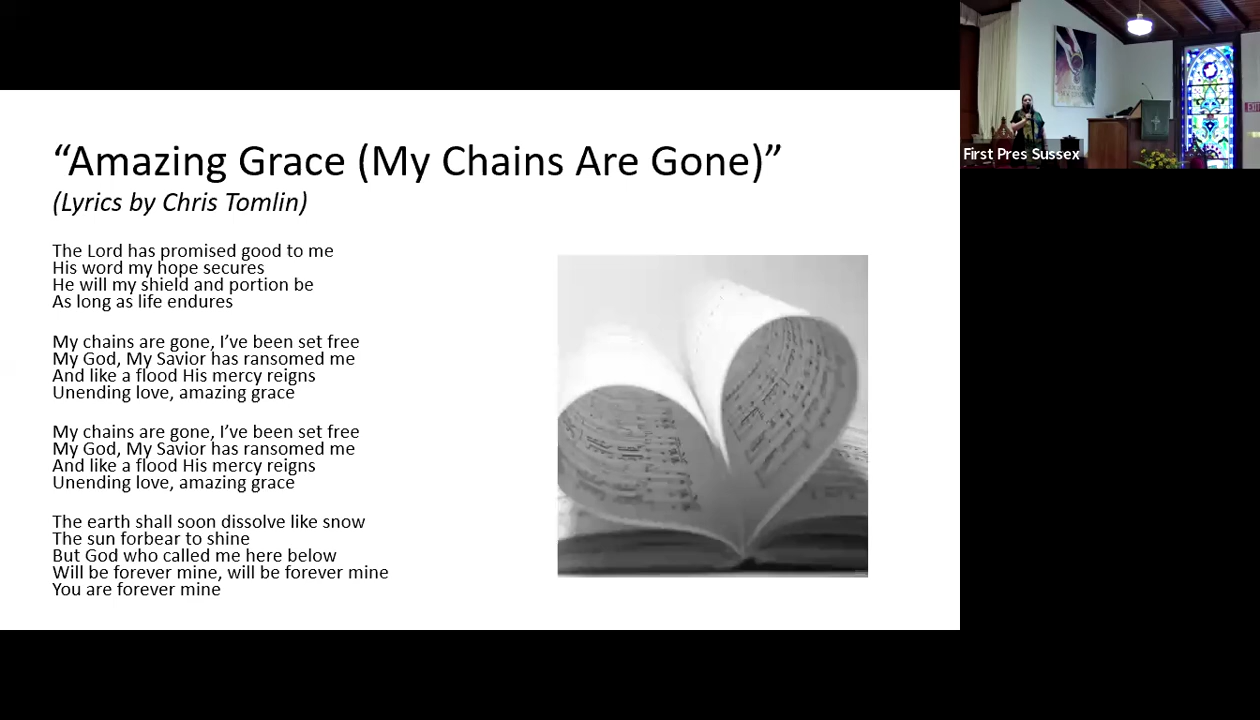 “Amazing Grace (My Chains Are Gone)”
(Lyrics by Chris Tomlin)
The Lord has promised good to me
His word my hope secures
He will my shield and portion be
As long as life endures
My chains are gone, I’ve been set free
My God, My Savior has ransomed me
And like a flood His mercy reigns
Unending love, amazing grace
My chains are gone, I’ve been set free
My God, My Savior has ransomed me
And like a flood His mercy reigns
Unending love, amazing grace
The earth shall soon dissolve like snow
The sun forbear to shine
But God who called me here below
Will be forever mine, will be forever mine
You are forever mine
First Pres Sussex
EXIT